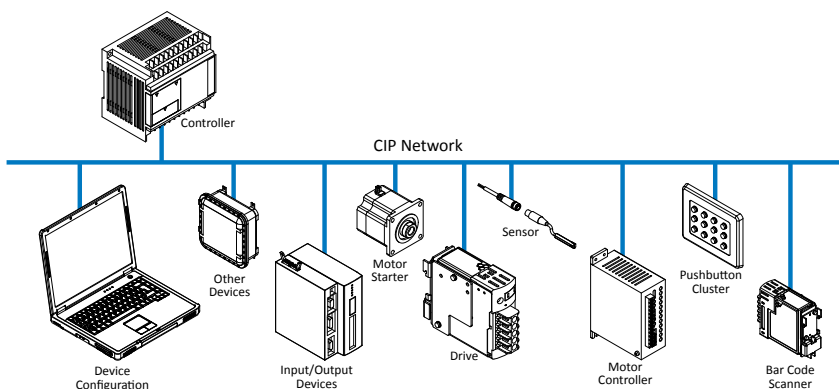 Controller
CIP Network
Sensor
Motor
Starter
Other
Devices
Pushbutton
Cluster
Device
Configuration
Input/Output
Devices
Drive
Motor
Controller
Bar Code
Scanner